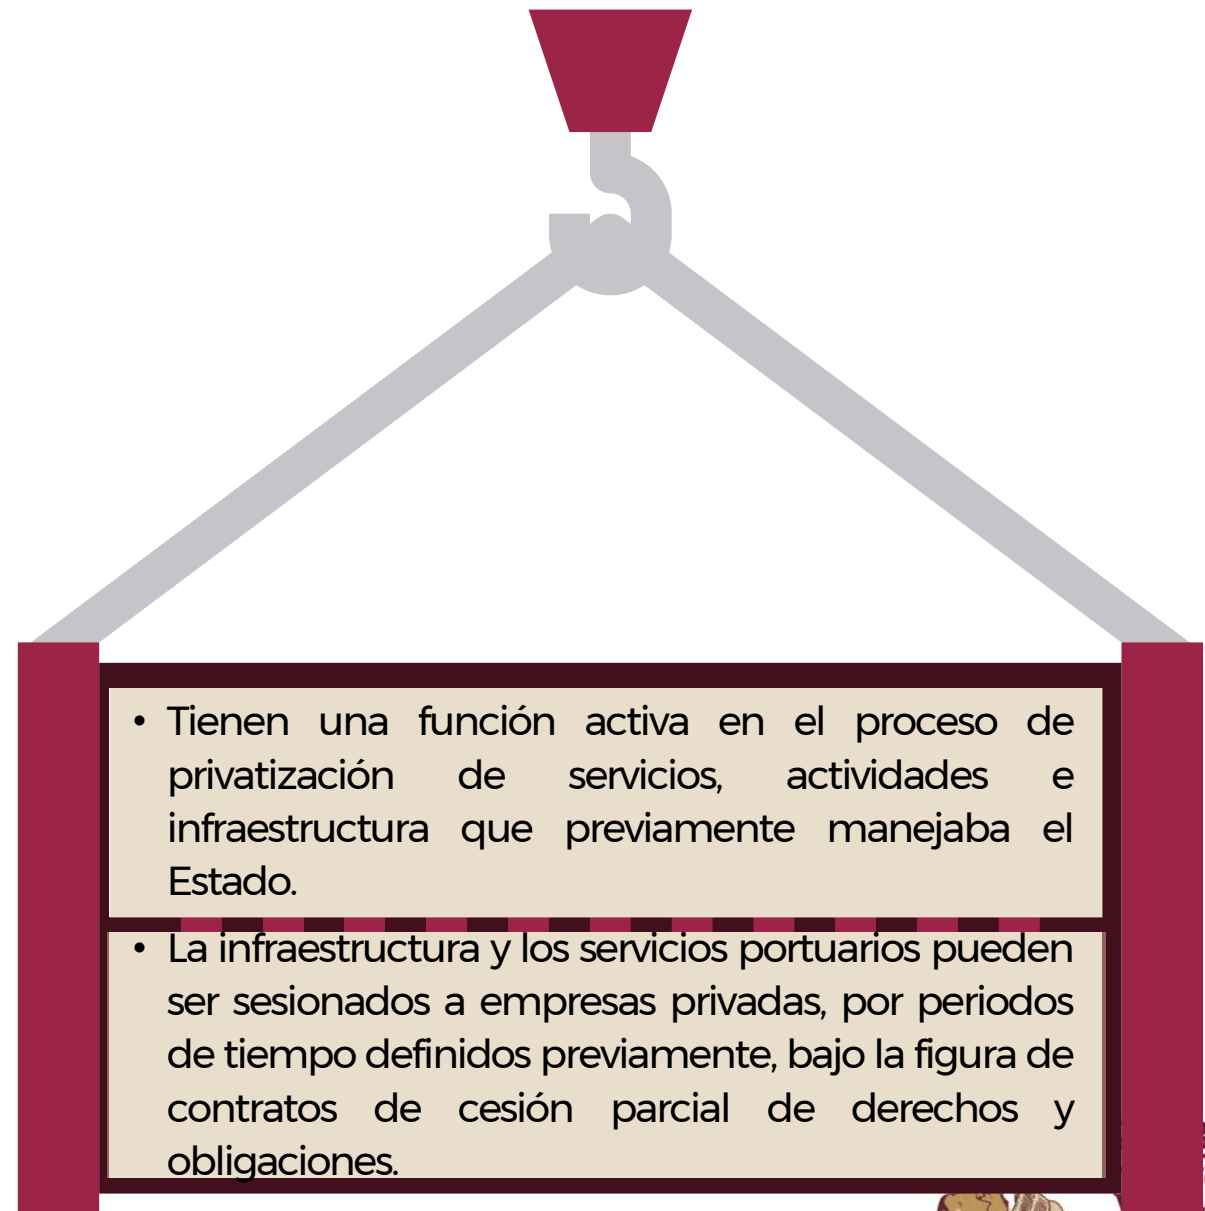 • Tienen una función activa en el proceso de
privatización de servicios, actividades e
infraestructura que previamente manejaba el
Estado.
• La infraestructura y los servicios portuarios pueden
ser sesionados a empresas privadas, por periodos
de tiempo definidos previamente, bajo la figura de
contratos de cesión parcial de derechos y
obligaciones.